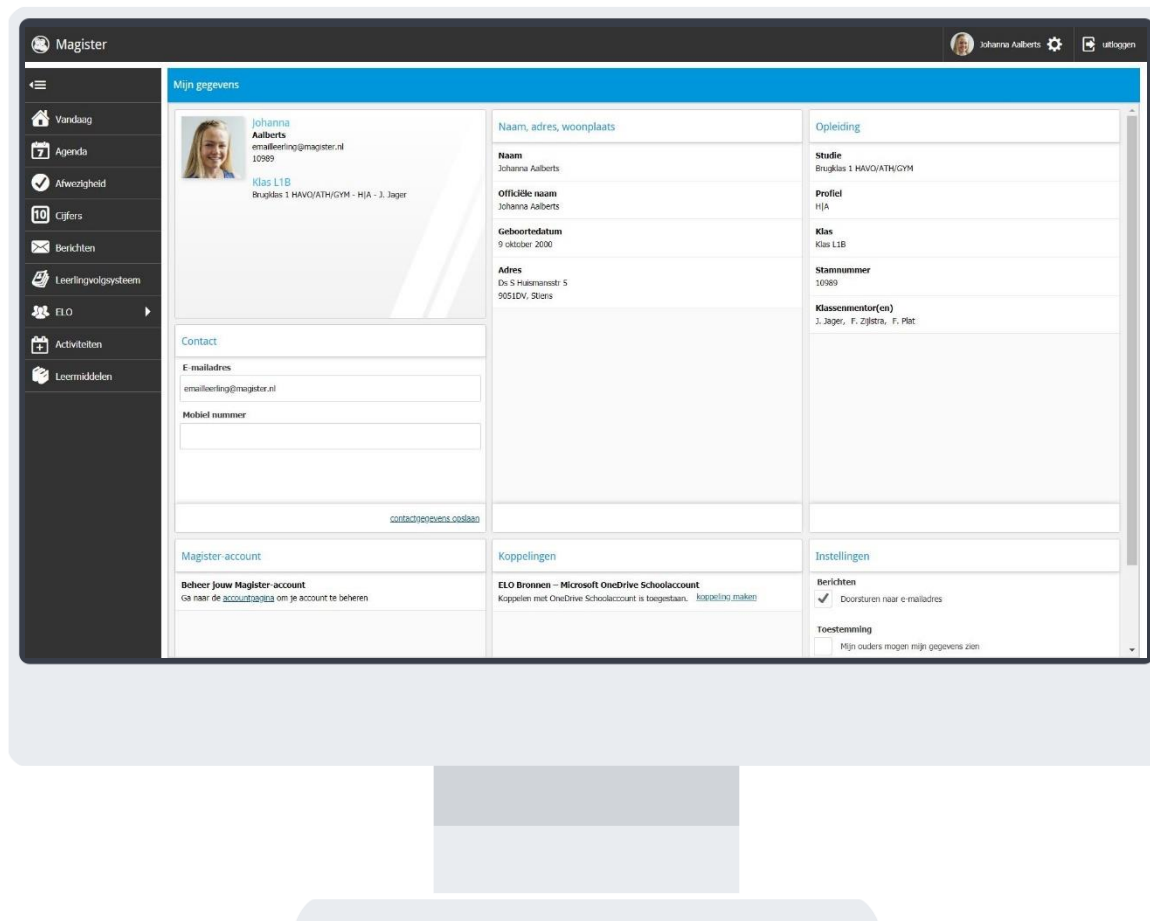 Magister
Johanna Aalberts
uitloggen
Vandaag
7
Agenda
Afwezigheid
10
Cijfers
Berichten
Leerlingvolgsysteem
ELO
Activiteiten
Leermiddelen
Mijn gegevens
Johanna
Aalberts
emailleerling@magister.nl
10989
Klas L1B
Brugklas 1 HAVO/ATH/GYM - H|A - J. Jager
Contact
E-mailadres
emailleerling@magister.nl
Mobiel nummer
contactgegevens opslaan
Naam, adres, woonplaats
Naam
Johanna Aalberts
Officiële naam
Johanna Aalberts
Geboortedatum
9 oktober 2000
Adres
Ds S Huismansstr 5
9051DV, Stiens
Opleiding
Studie
Brugklas 1 HAVO/ATH/GYM
Profiel
H|A
Klas
Klas L1B
Stamnummer
10989
Klassenmentor(en)
J. Jager, F. Zijlstra, F. Plat
Magister-account
Beheer jouw Magister-account
Ga naar de accountpagina om je account te beheren
Koppelingen
ELO Bronnen – Microsoft OneDrive Schoolaccount
Koppelen met OneDrive Schoolaccount is toegestaan. koppeling maken
Instellingen
Berichten
Doorsturen naar e-mailadres
Toestemming
Mijn ouders mogen mijn gegevens zien